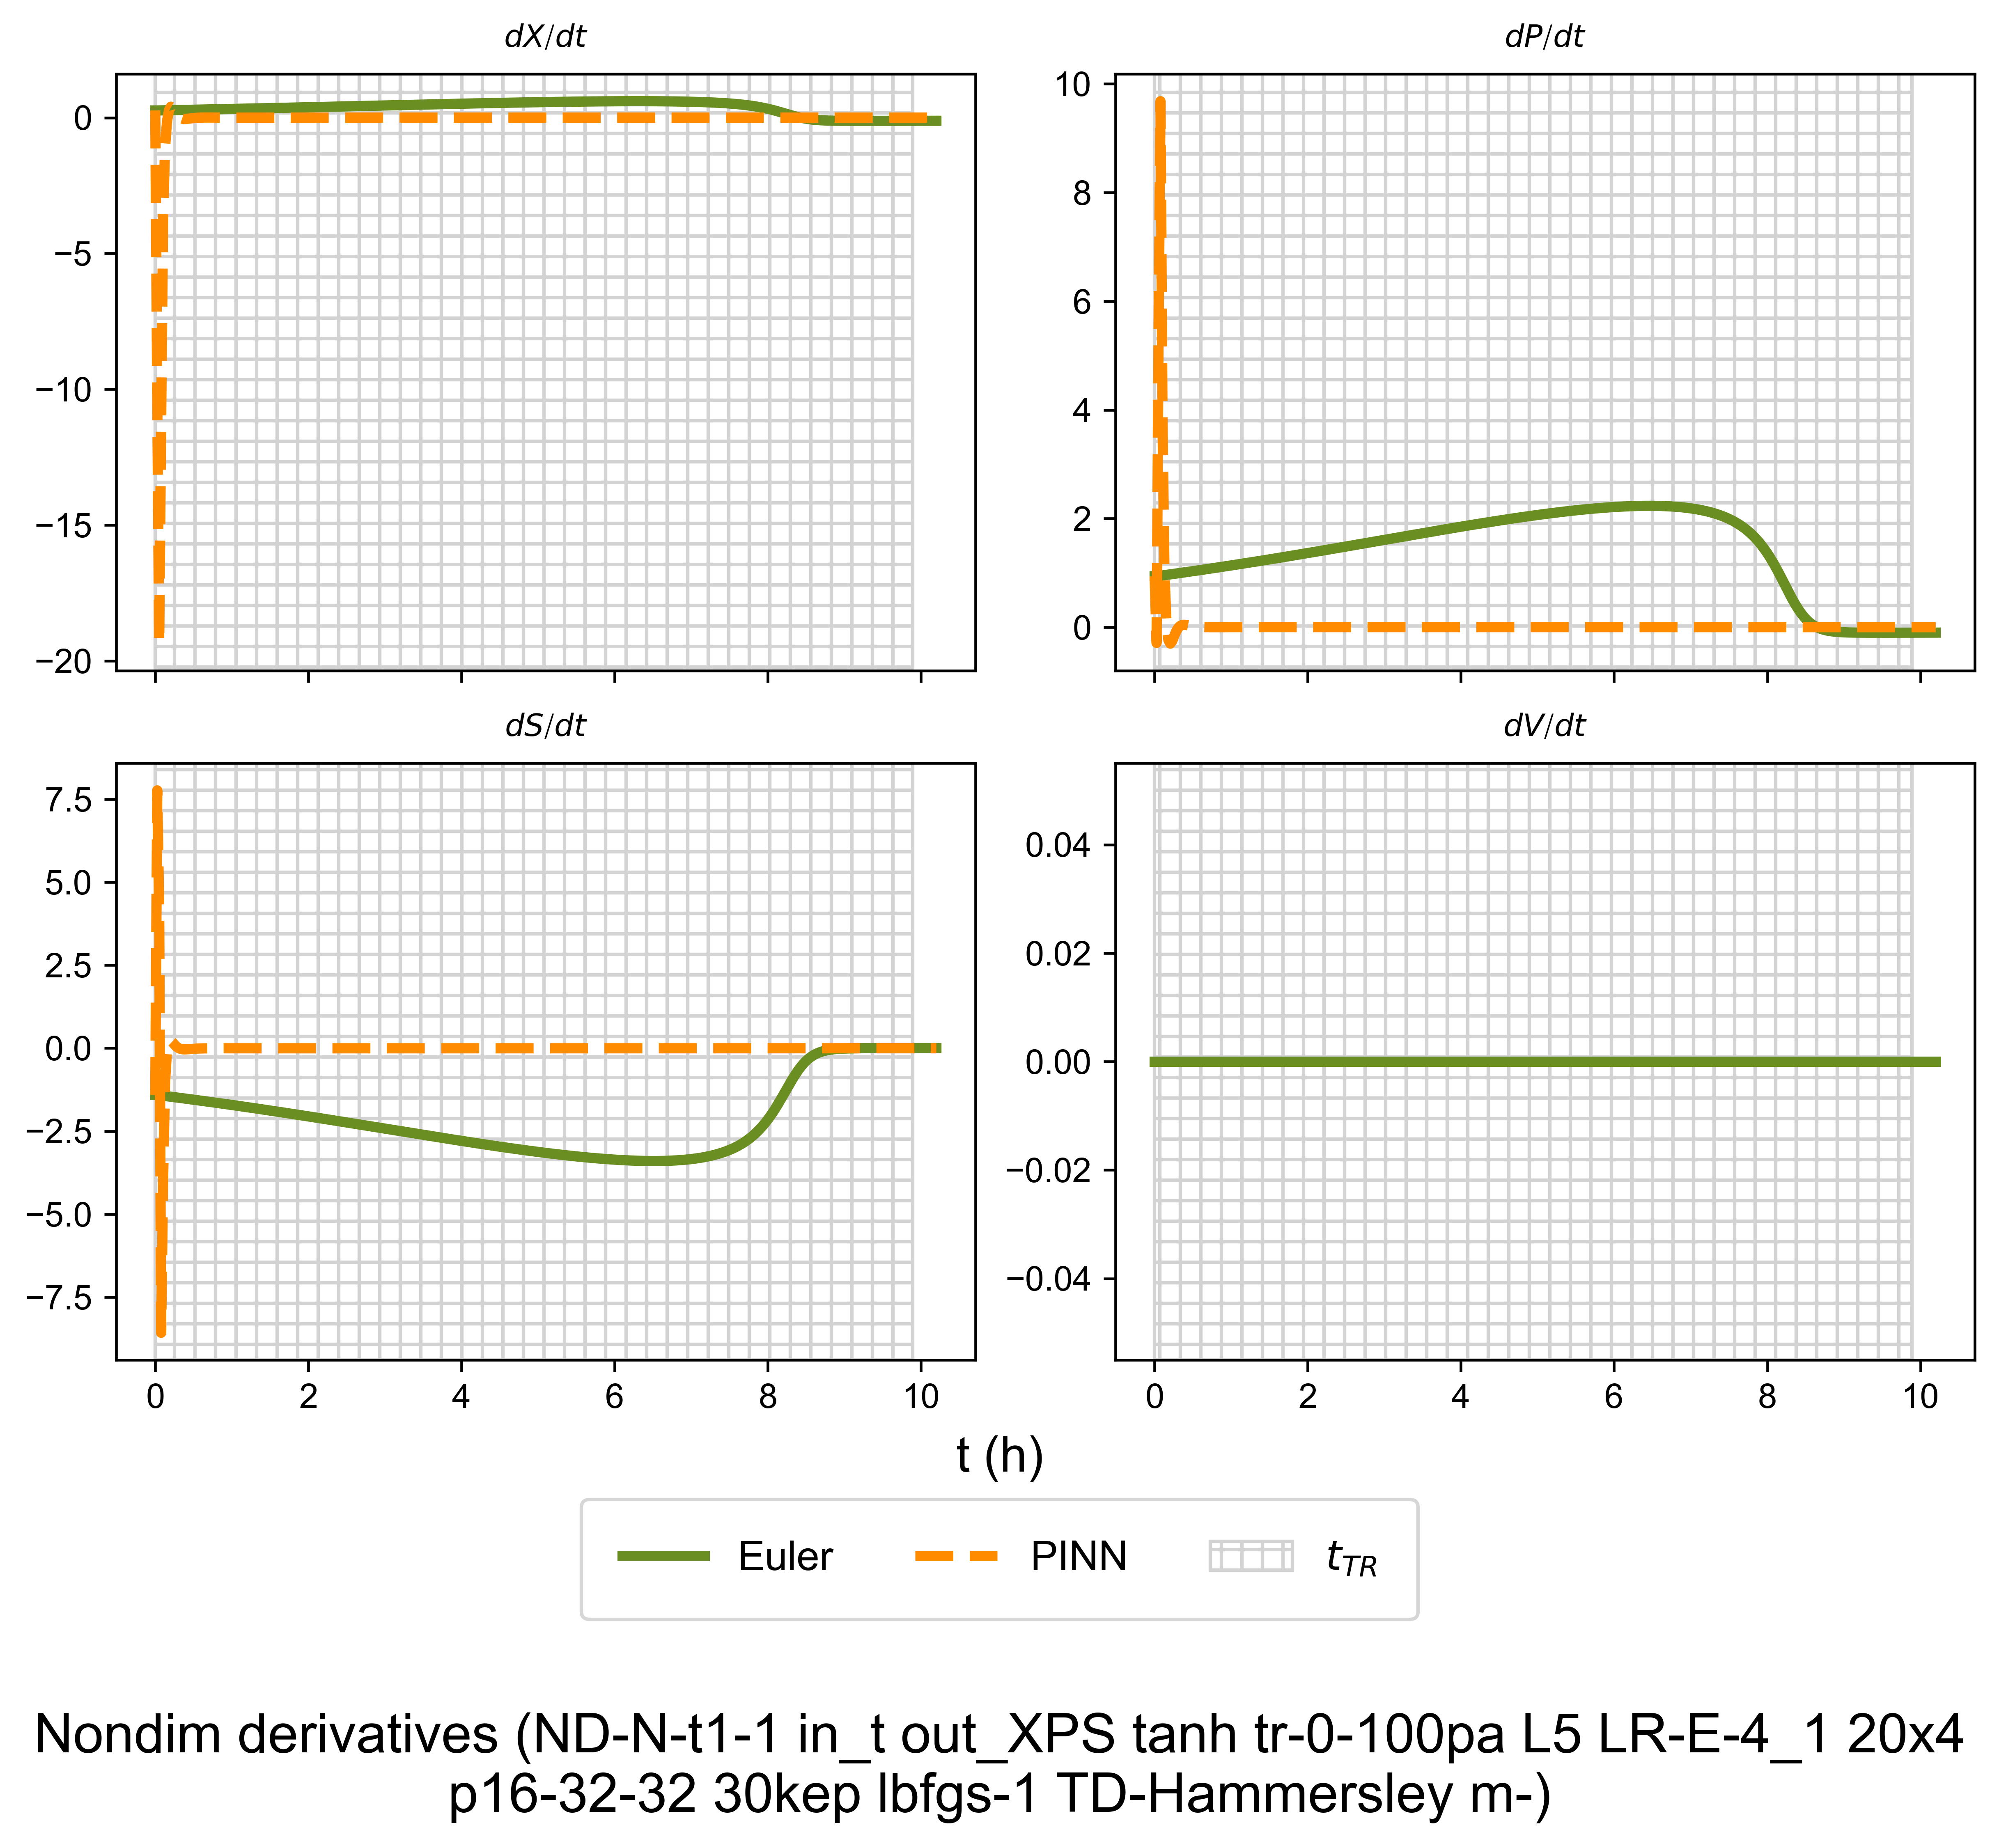 dX/dt
dP/dt
0
−5
−10
−15
−20
10
8
6
4
2
0
dS/dt
dV/dt
7.5
5.0
2.5
0.0
−2.5
−5.0
−7.5
0.04
0.02
0.00
−0.02
−0.04
0 2 4 6 8 10
0 2 4 6 8 10
t (h)
Euler PINN t_TR
Nondim derivatives (ND-N-t1-1 in_t out_XPS tanh tr-0-100pa L5 LR-E-4_1 20x4
p16-32-32 30kep lbfgs-1 TD-Hammersley m-)